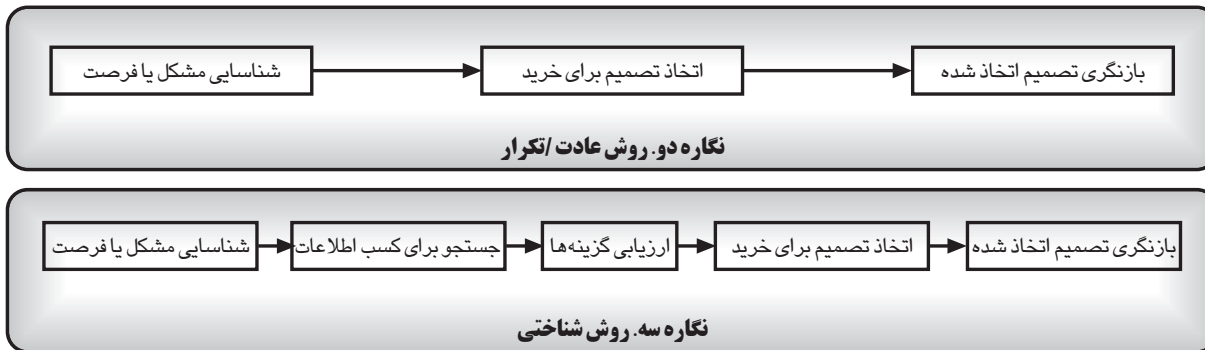 شناسایی مشکل یا فرصت
اتخاذ تصمیم برای خرید
بازنگری تصمیم اتخاذ شده
نگاره دو. روش عادت /تکرار
شناسایی مشکل یا فرصت
جستجو برای کسب اطلاعات
ارزیابی گزینه‌ها
اتخاذ تصمیم برای خرید
بازنگری تصمیم اتخاذ شده
نگاره سه. روش شناختی